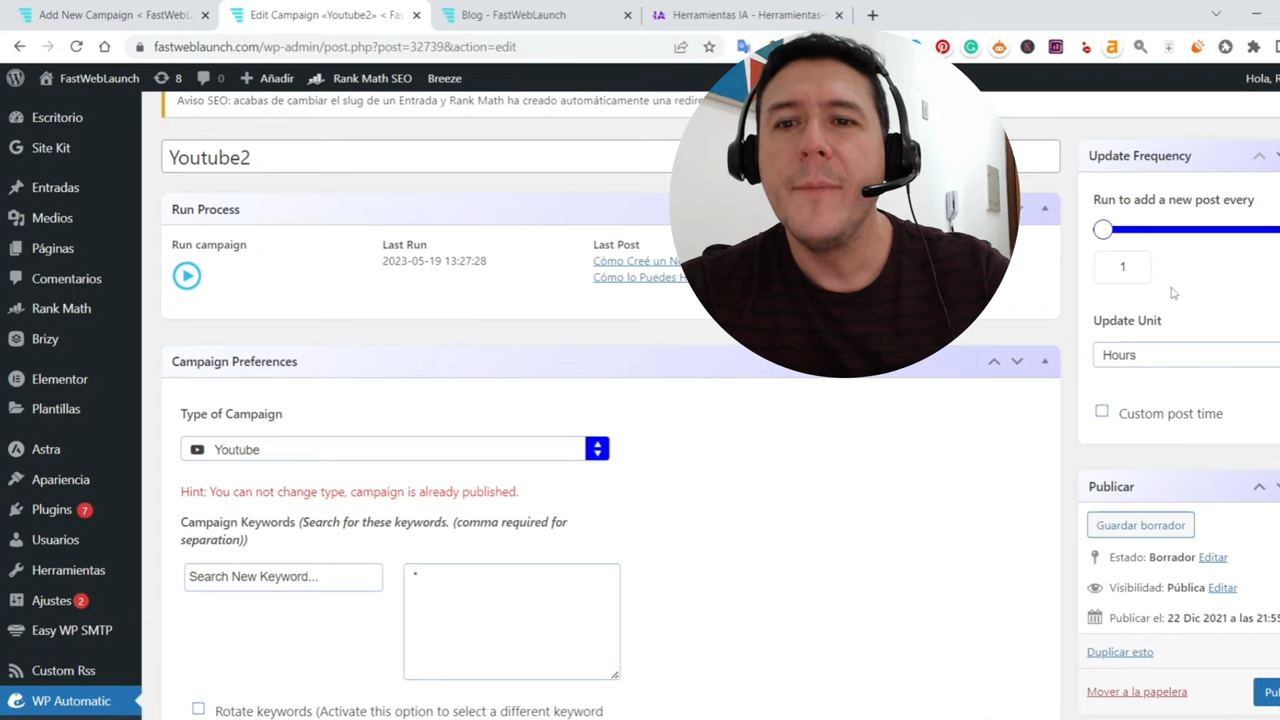 Add New Campaign < FastWebL
Edit Campaign «Youtube2» < Fas
Blog - FastWebLaunch
Herramientas IA - Herramientas-
fastweblaunch.com/wp-admin/post.php?post=32739&action=edit
FastWebLaunch 8 0 Añadir Rank Math SEO Breeze Hola, R
Aviso SEO: acabas de cambiar el slug de un Entrada y Rank Math ha creado automáticamente una redire
Escritorio
Site Kit
Entradas
Medios
Páginas
Comentarios
Rank Math
Brizy
Elementor
Plantillas
Astra
Apariencia
Plugins 7
Usuarios
Herramientas
Ajustes 2
Easy WP SMTP
Custom Rss
WP Automatic
Youtube2
Run Process
Run campaign
Last Run
2023-05-19 13:27:28
Last Post
Cómo Creé un N
Cómo lo Puedes H
Campaign Preferences
Type of Campaign
Youtube
Hint: You can not change type, campaign is already published.
Campaign Keywords (Search for these keywords. (comma required for
separation))
Search New Keyword...
*
Rotate keywords (Activate this option to select a different keyword
Update Frequency
Run to add a new post every
1
Update Unit
Hours
Custom post time
Publicar
Guardar borrador
Estado: Borrador Editar
Visibilidad: Pública Editar
Publicar el: 22 Dic 2021 a las 21:55
Duplicar esto
Mover a la papelera
Pu